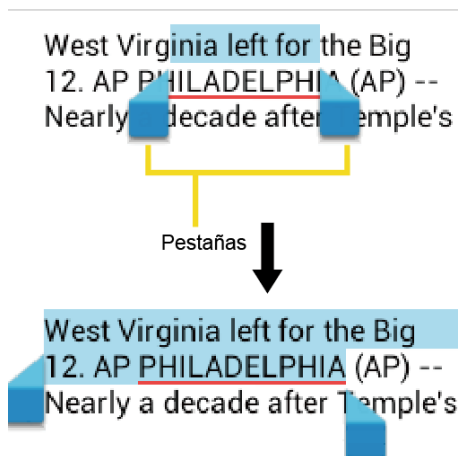 West Virginia left for the Big
12. AP PHILADELPHIA (AP) --
Nearly decade after Temple's
Pestañas
West Virginia left for the Big
12. AP PHILADELPHIA (AP) --
Nearly a decade after Temple's